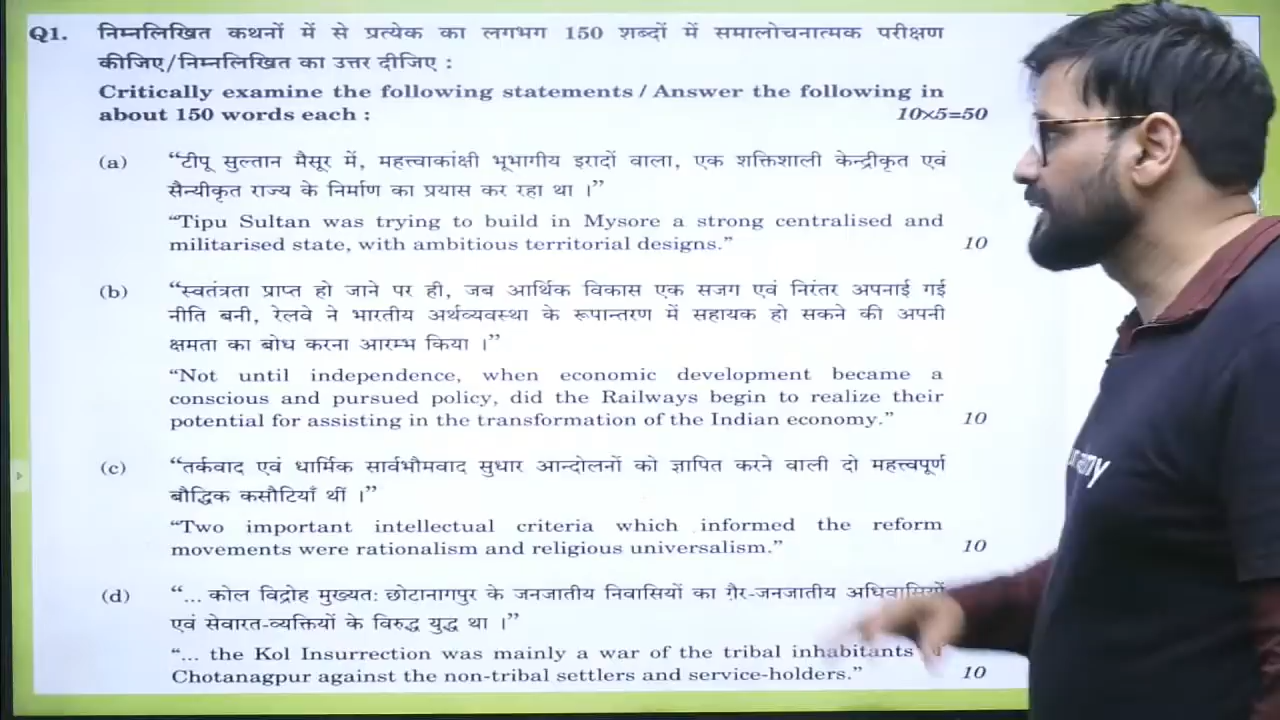 Q1. निम्नलिखित कथनों में से प्रत्येक का लगभग 150 शब्दों में समालोचनात्मक परीक्षण
कीजिए/निम्नलिखित का उत्तर दीजिए :
Critically examine the following statements / Answer the following in
about 150 words each : 10×5=50
(a) “टीपू सुल्तान मैसूर में, महत्त्वाकांक्षी भूभागीय इरादों वाला, एक शक्तिशाली केन्द्रीकृत एवं
सैन्यीकृत राज्य के निर्माण का प्रयास कर रहा था ।”
“Tipu Sultan was trying to build in Mysore a strong centralised and
militarised state, with ambitious territorial designs.” 10
(b) “स्वतंत्रता प्राप्त हो जाने पर ही, जब आर्थिक विकास एक सजग एवं निरंतर अपनाई गई
नीति बनी, रेलवे ने भारतीय अर्थव्यवस्था के रूपान्तरण में सहायक हो सकने की अपनी
क्षमता का बोध करना आरम्भ किया ।”
“Not until independence, when economic development became a
conscious and pursued policy, did the Railways begin to realize their
potential for assisting in the transformation of the Indian economy.” 10
(c) “तर्कवाद एवं धार्मिक सार्वभौमवाद सुधार आन्दोलनों को ज्ञापित करने वाली दो महत्त्वपूर्ण
बौद्धिक कसौटियाँ थीं ।”
“Two important intellectual criteria which informed the reform
movements were rationalism and religious universalism.” 10
(d) “... कोल विद्रोह मुख्यतः छोटानागपुर के जनजातीय निवासियों का ग़ैर-जनजातीय अधिवासियों
एवं सेवारत-व्यक्तियों के विरुद्ध युद्ध था ।”
“... the Kol Insurrection was mainly a war of the tribal inhabitants
Chotanagpur against the non-tribal settlers and service-holders.” 10